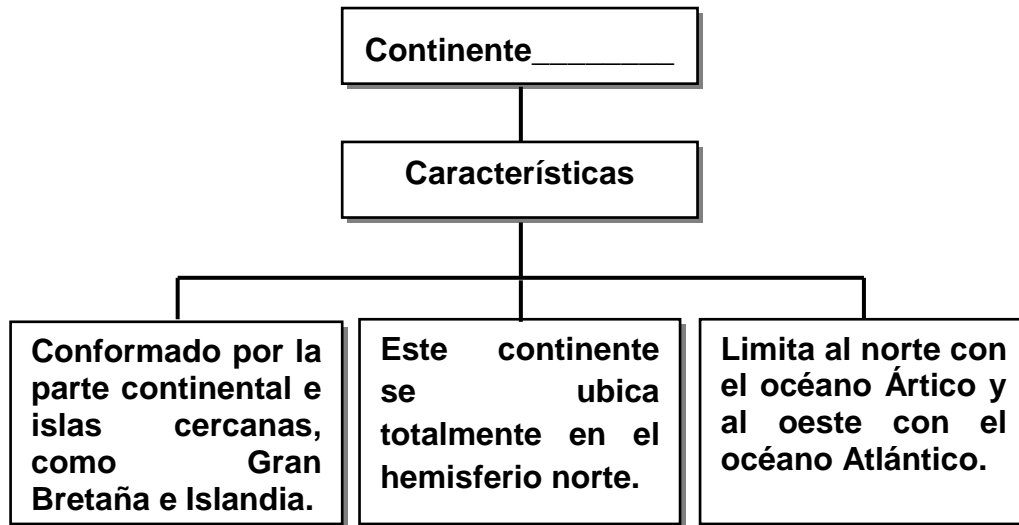 Continente________
Características
Conformado por la
parte continental e
islas cercanas,
como Gran
Bretaña e Islandia.
Este continente
se ubica
totalmente en el
hemisferio norte.
Limita al norte con
el océano Ártico y
al oeste con el
océano Atlántico.